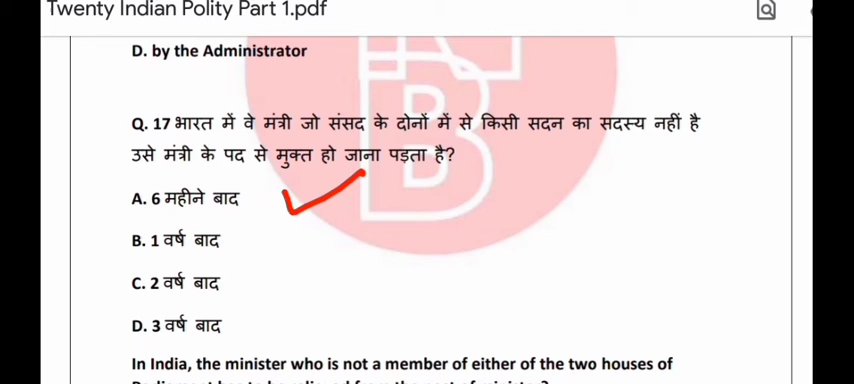 Twenty Indian Polity Part 1.pdf
D. by the Administrator
Q. 17 भारत में वे मंत्री जो संसद के दोनों में से किसी सदन का सदस्य नहीं है
उसे मंत्री के पद से मुक्त हो जाना पड़ता है?
A. 6 महीने बाद
B. 1 वर्ष बाद
C. 2 वर्ष बाद
D. 3 वर्ष बाद
In India, the minister who is not a member of either of the two houses of